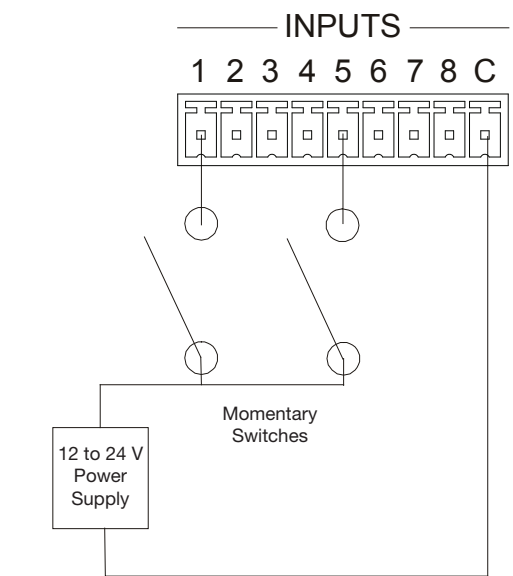 INPUTS
1 2 3 4 5 6 7 8 C
Momentary
Switches
12 to 24 V
Power
Supply